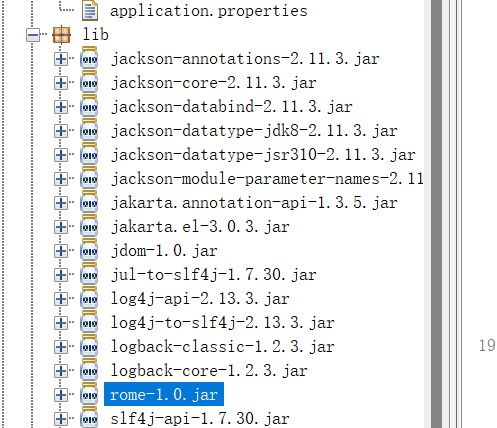 application.properties
lib
jackson-annotations-2.11.3.jar
jackson-core-2.11.3.jar
jackson-databind-2.11.3.jar
jackson-datatype-jdk8-2.11.3.jar
jackson-datatype-jsr310-2.11.3.jar
jackson-module-parameter-names-2.11
jakarta.annotation-api-1.3.5.jar
jakarta.el-3.0.3.jar
jdom-1.0.jar
jul-to-slf4j-1.7.30.jar
log4j-api-2.13.3.jar
log4j-to-slf4j-2.13.3.jar
logback-classic-1.2.3.jar
19
logback-core-1.2.3.jar
rome-1.0.jar
slf4j-api-1.7.30.jar